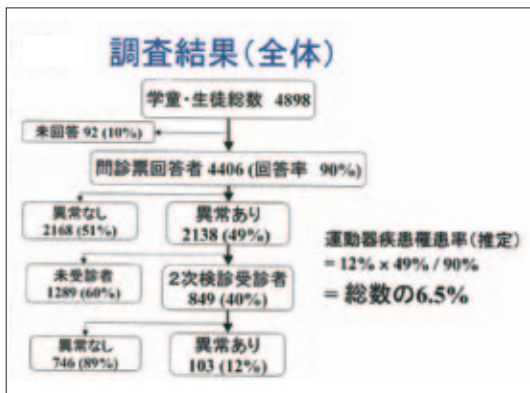 調査結果(全体)
学童・生徒総数 4898
未回答 92 (10%)
問診票回答者 4406 (回答率 90%)
異常なし
2168 (51%)
異常あり
2138 (49%)
未受診者
1289 (60%)
2次検診受診者
849 (40%)
異常なし
746 (89%)
異常あり
103 (12%)
運動器疾患罹患率(推定)
= 12% x 49% / 90%
= 総数の6.5%